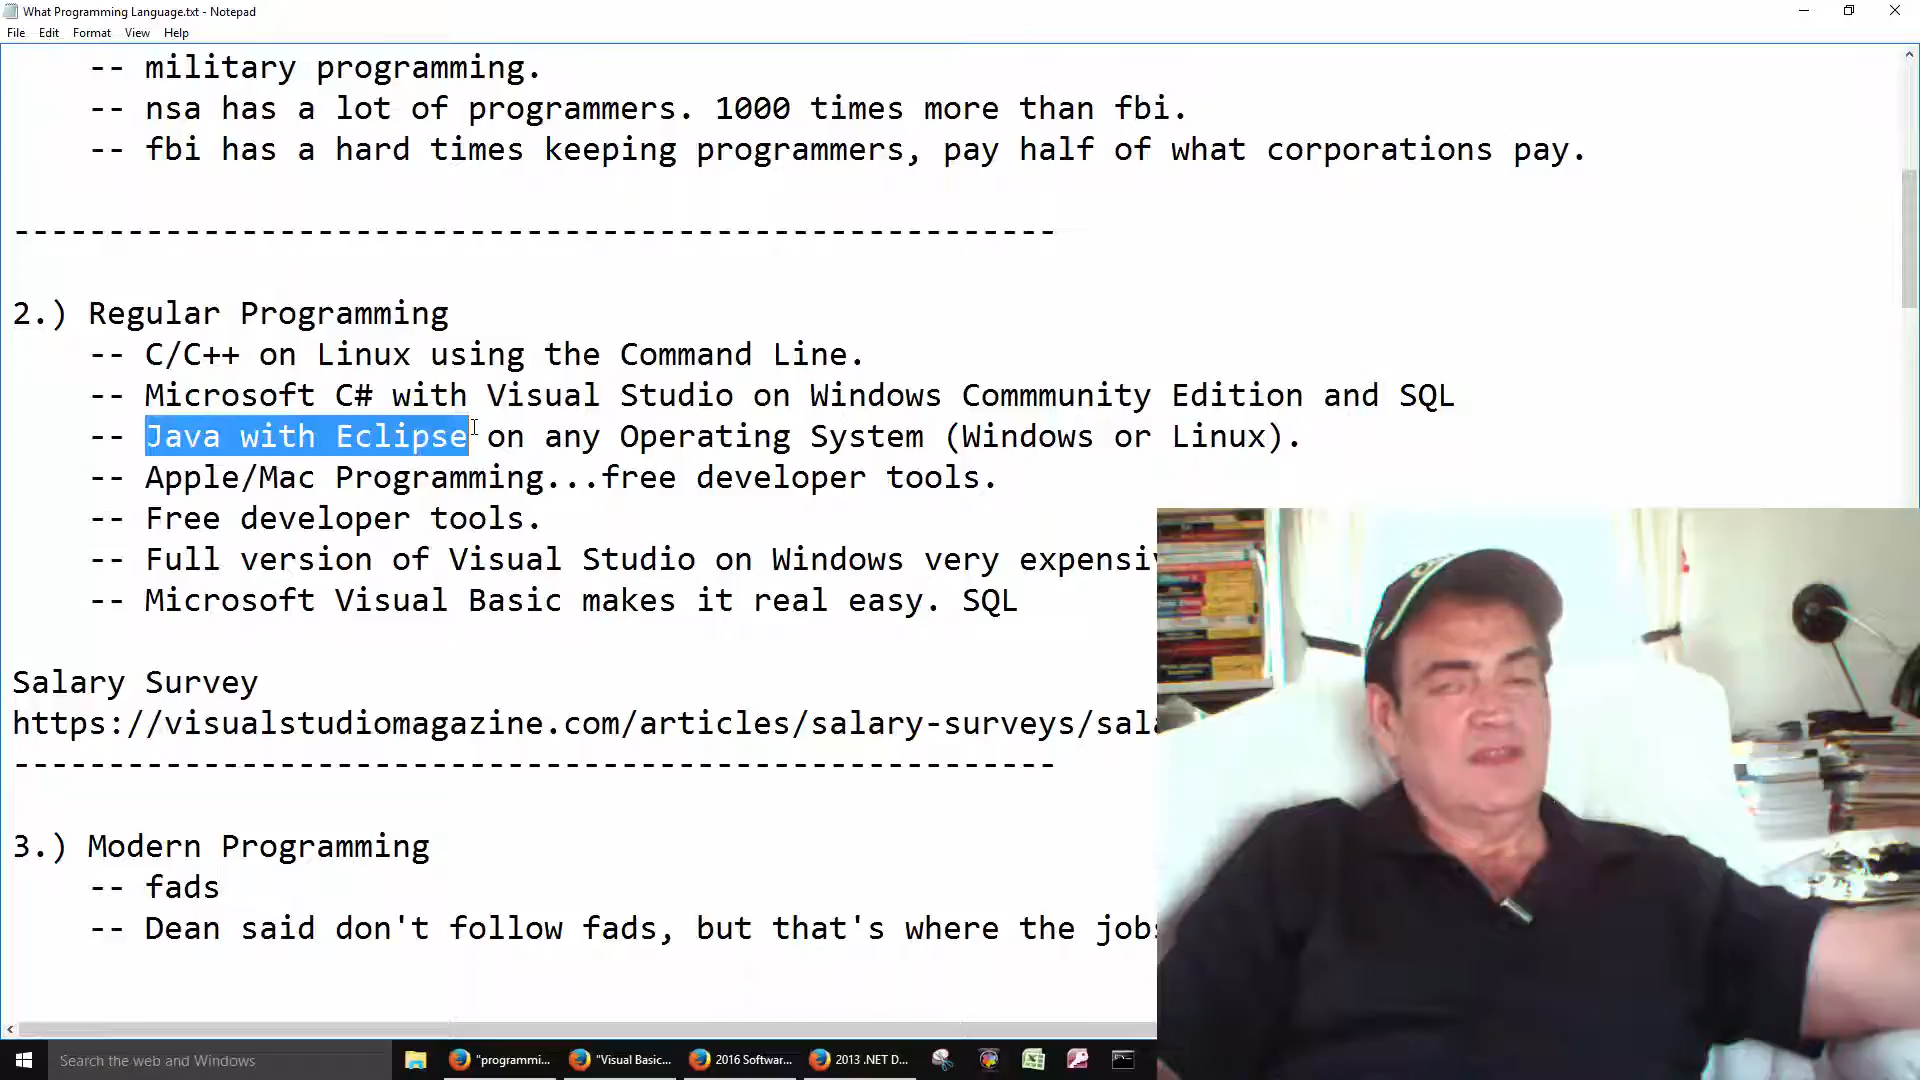 What Programming Language.txt - Notepad
File Edit Format View Help
-- military programming.
-- nsa has a lot of programmers. 1000 times more than fbi.
-- fbi has a hard times keeping programmers, pay half of what corporations pay.
-------------------------------------------------------
2.) Regular Programming
-- C/C++ on Linux using the Command Line.
-- Microsoft C# with Visual Studio on Windows Commmunity Edition and SQL
-- Java with Eclipse on any Operating System (Windows or Linux).
-- Apple/Mac Programming...free developer tools.
-- Free developer tools.
-- Full version of Visual Studio on Windows very expensiv
-- Microsoft Visual Basic makes it real easy. SQL
Salary Survey
https://visualstudiomagazine.com/articles/salary-surveys/sala
-------------------------------------------------------
3.) Modern Programming
-- fads
-- Dean said don't follow fads, but that's where the jobs
Search the web and Windows
"programmi...
"Visual Basic...
2016 Softwar...
2013 .NET D...